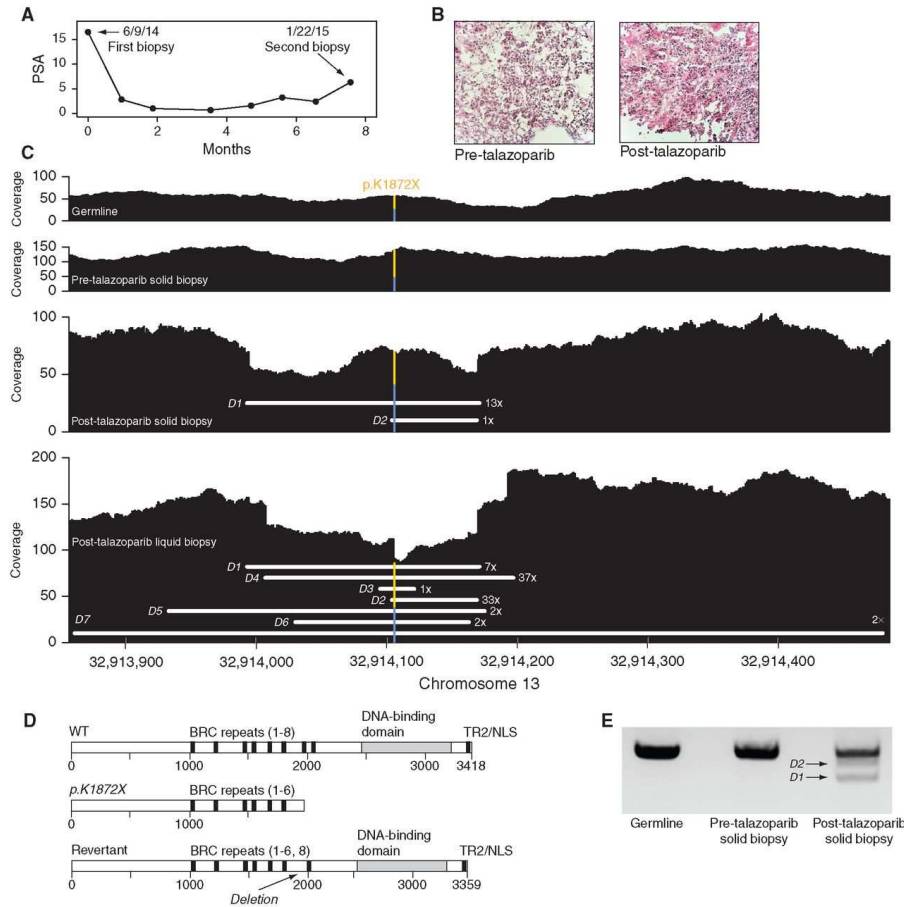 A
15
10
5
0
PSA
6/9/14
First biopsy
1/22/15
Second biopsy
0 2 4 6 8
Months
B
Pre-talazoparib
Post-talazoparib
C
100
50
0
Coverage
p.K1872X
Germline
150
100
50
0
Coverage
Pre-talazoparib solid biopsy
100
50
0
Coverage
D1 13x
D2 1x
Post-talazoparib solid biopsy
200
150
100
50
0
Coverage
Post-talazoparib liquid biopsy
D1 7x
D4 37x
D3 1x
D2 33x
D5 2x
D6 2x
D7 2×
32,913,900 32,914,000 32,914,100 32,914,200 32,914,300 32,914,400
Chromosome 13
D
WT BRC repeats (1-8) DNA-binding domain TR2/NLS
0 1000 2000 3000 3418
p.K1872X BRC repeats (1-6)
0 1000
Revertant BRC repeats (1-6, 8) DNA-binding domain TR2/NLS
0 1000 2000 3000 3359
Deletion
E
D2
D1
Germline
Pre-talazoparib
solid biopsy
Post-talazoparib
solid biopsy